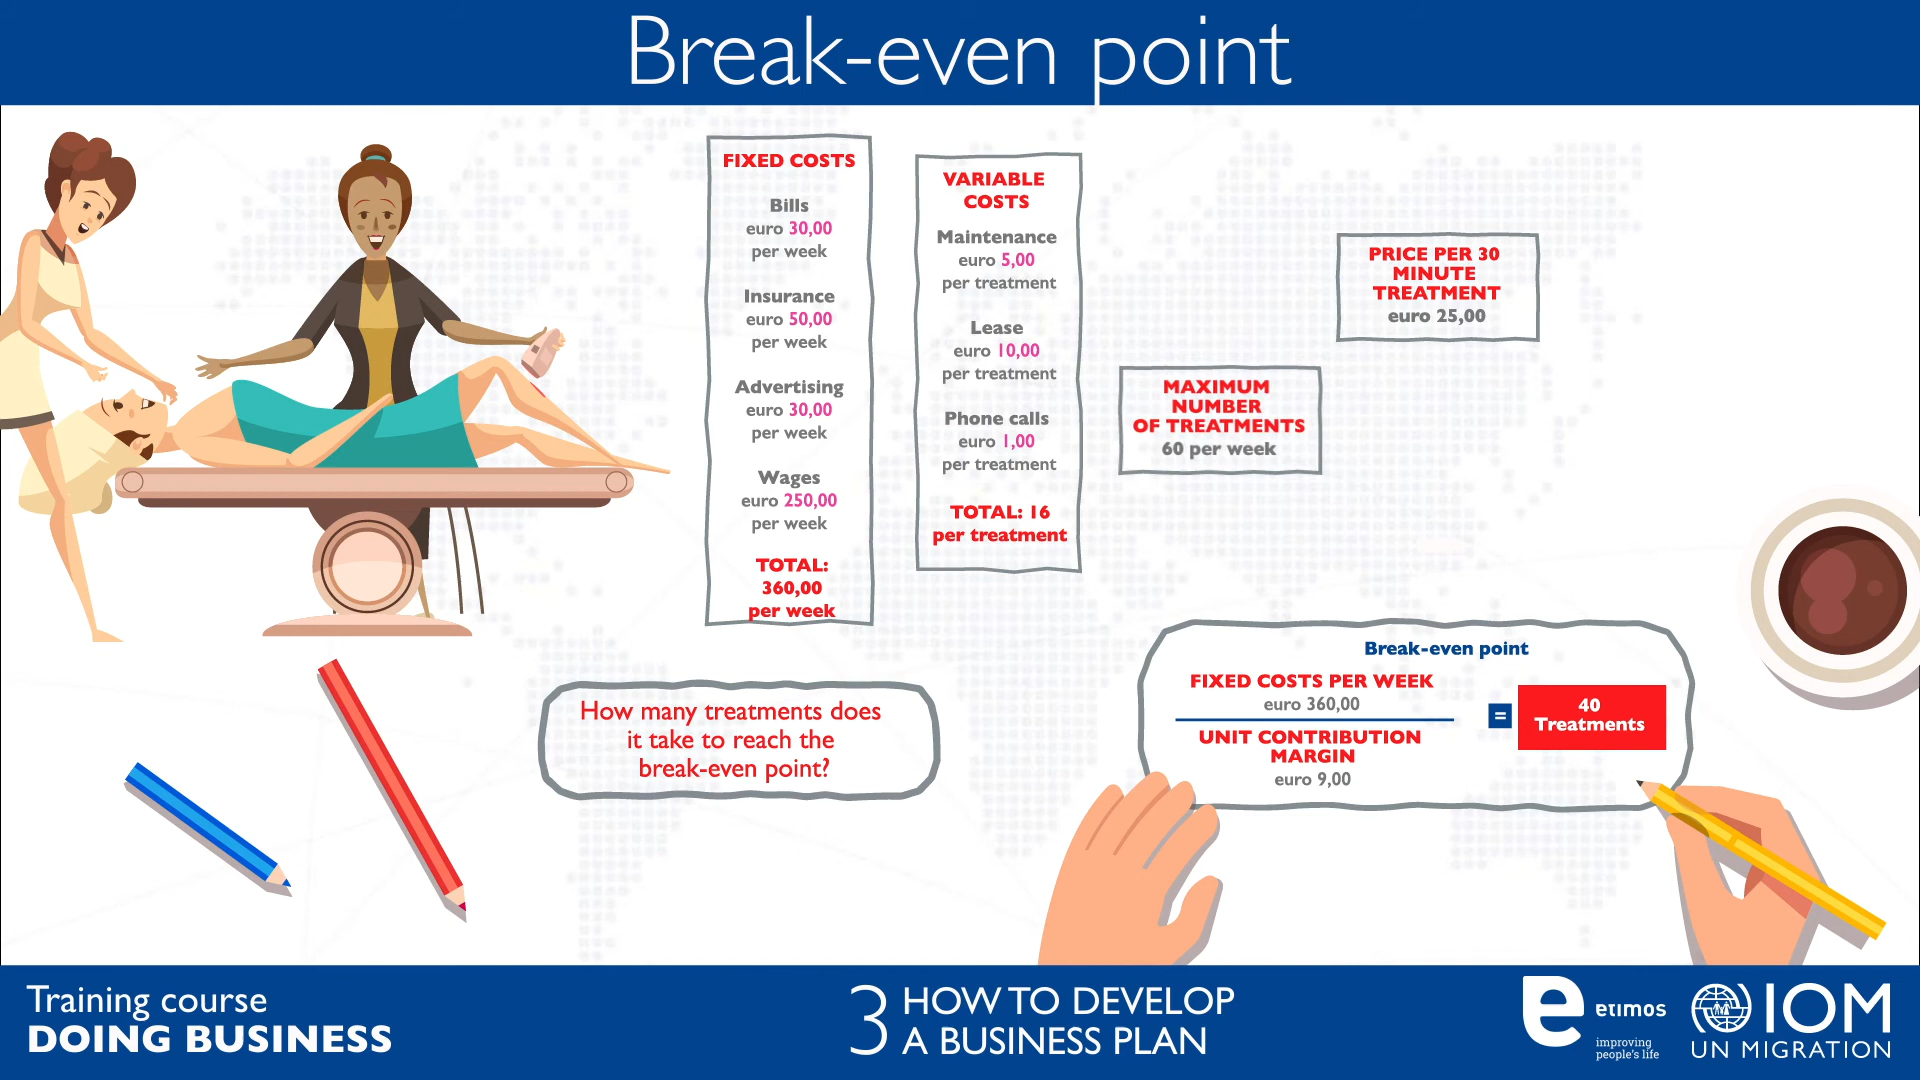 Break-even point
FIXED COSTS
Bills
euro 30,00
per week
Insurance
euro 50,00
per week
Advertising
euro 30,00
per week
Wages
euro 250,00
per week
TOTAL:
360,00
per week
VARIABLE
COSTS
Maintenance
euro 5,00
per treatment
Lease
euro 10,00
per treatment
Phone calls
euro 1,00
per treatment
TOTAL: 16
per treatment
MAXIMUM
NUMBER
OF TREATMENTS
60 per week
PRICE PER 30
MINUTE
TREATMENT
euro 25,00
How many treatments does
it take to reach the
break-even point?
Break-even point
FIXED COSTS PER WEEK
euro 360,00
UNIT CONTRIBUTION
MARGIN
euro 9,00
=
40
Treatments
Training course
DOING BUSINESS
3 HOW TO DEVELOP
A BUSINESS PLAN
e etimos
improving
people's life
IOM
UN MIGRATION